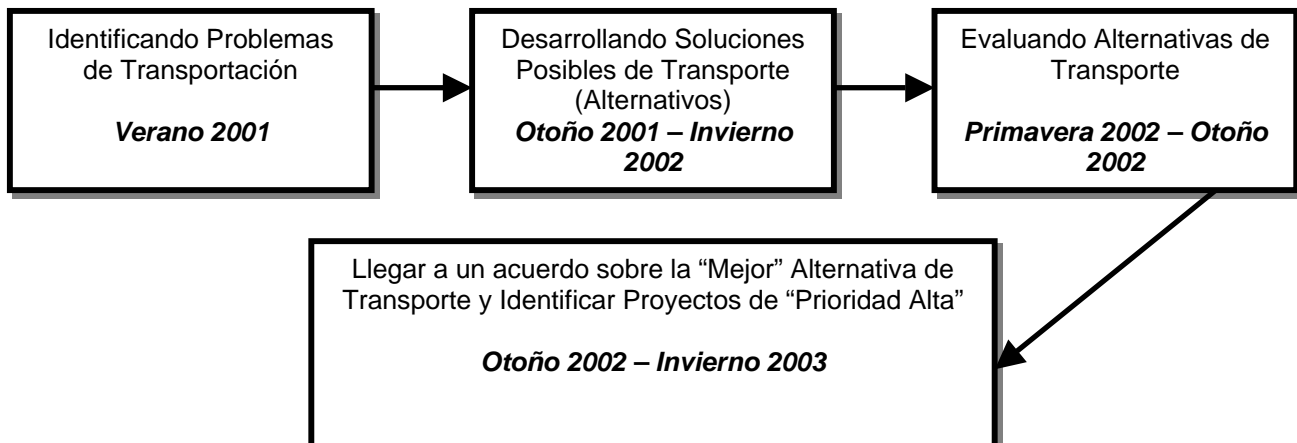 Identificando Problemas
de Transportación
Verano 2001
Desarrollando Soluciones
Posibles de Transporte
(Alternativos)
Otoño 2001 – Invierno
2002
Evaluando Alternativas de
Transporte
Primavera 2002 – Otoño
2002
Llegar a un acuerdo sobre la “Mejor” Alternativa de
Transporte y Identificar Proyectos de “Prioridad Alta”
Otoño 2002 – Invierno 2003